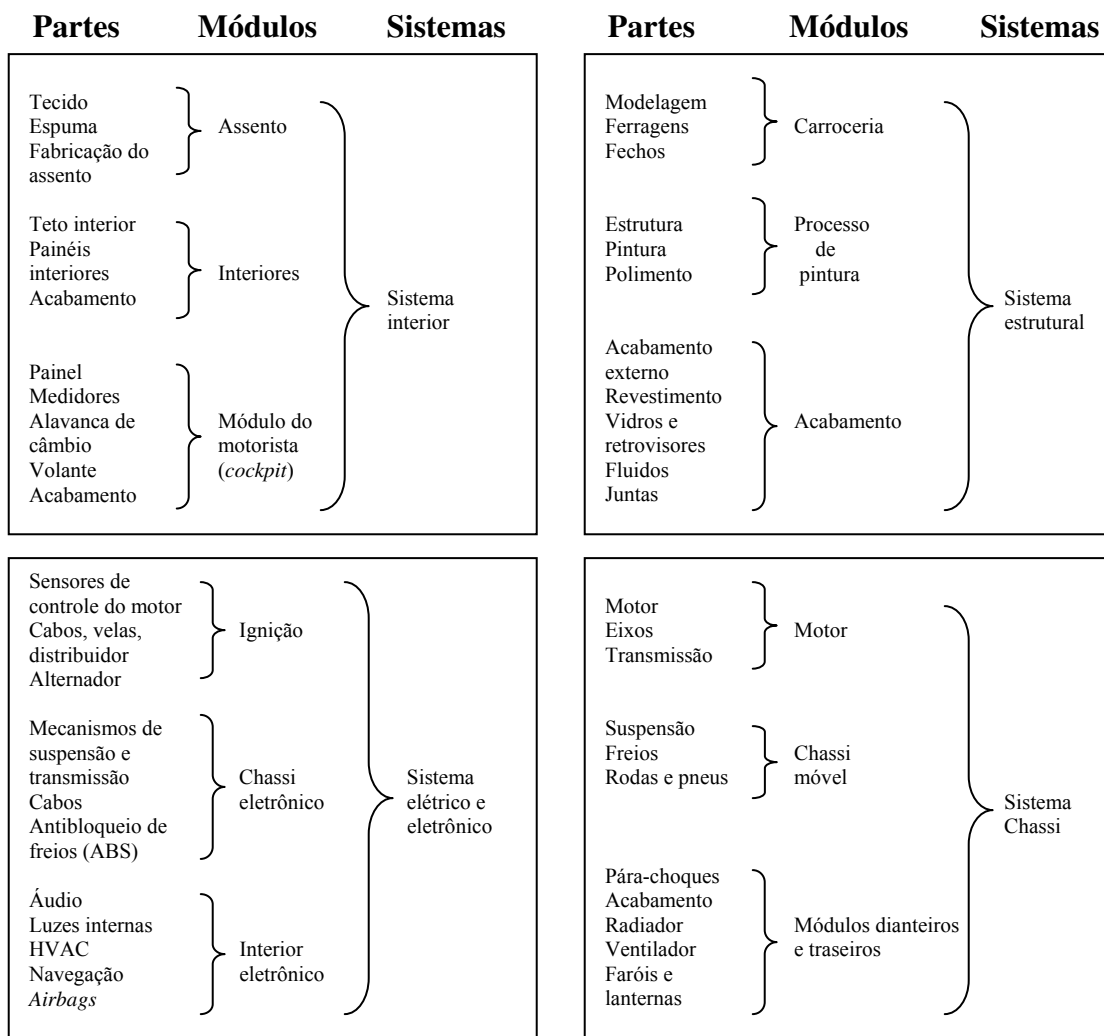 Partes Módulos Sistemas
Tecido
Espuma
Fabricação do
assento
Assento
Teto interior
Painéis
interiores
Acabamento
Interiores
Painel
Medidores
Alavanca de
câmbio
Volante
Acabamento
Módulo do
motorista
(cockpit)
Sistema
interior
Partes Módulos Sistemas
Modelagem
Ferragens
Fechos
Carroceria
Estrutura
Pintura
Polimento
Processo
de
pintura
Acabamento
externo
Revestimento
Vidros e
retrovisores
Fluidos
Juntas
Acabamento
Sistema
estrutural
Sensores de
controle do motor
Cabos, velas,
distribuidor
Alternador
Ignição
Mecanismos de
suspensão e
transmissão
Cabos
Antibloqueio de
freios (ABS)
Chassi
eletrônico
Áudio
Luzes internas
HVAC
Navegação
Airbags
Interior
eletrônico
Sistema
elétrico e
eletrônico
Motor
Eixos
Transmissão
Motor
Suspensão
Freios
Rodas e pneus
Chassi
móvel
Pára-choques
Acabamento
Radiador
Ventilador
Faróis e
lanternas
Módulos dianteiros
e traseiros
Sistema
Chassi